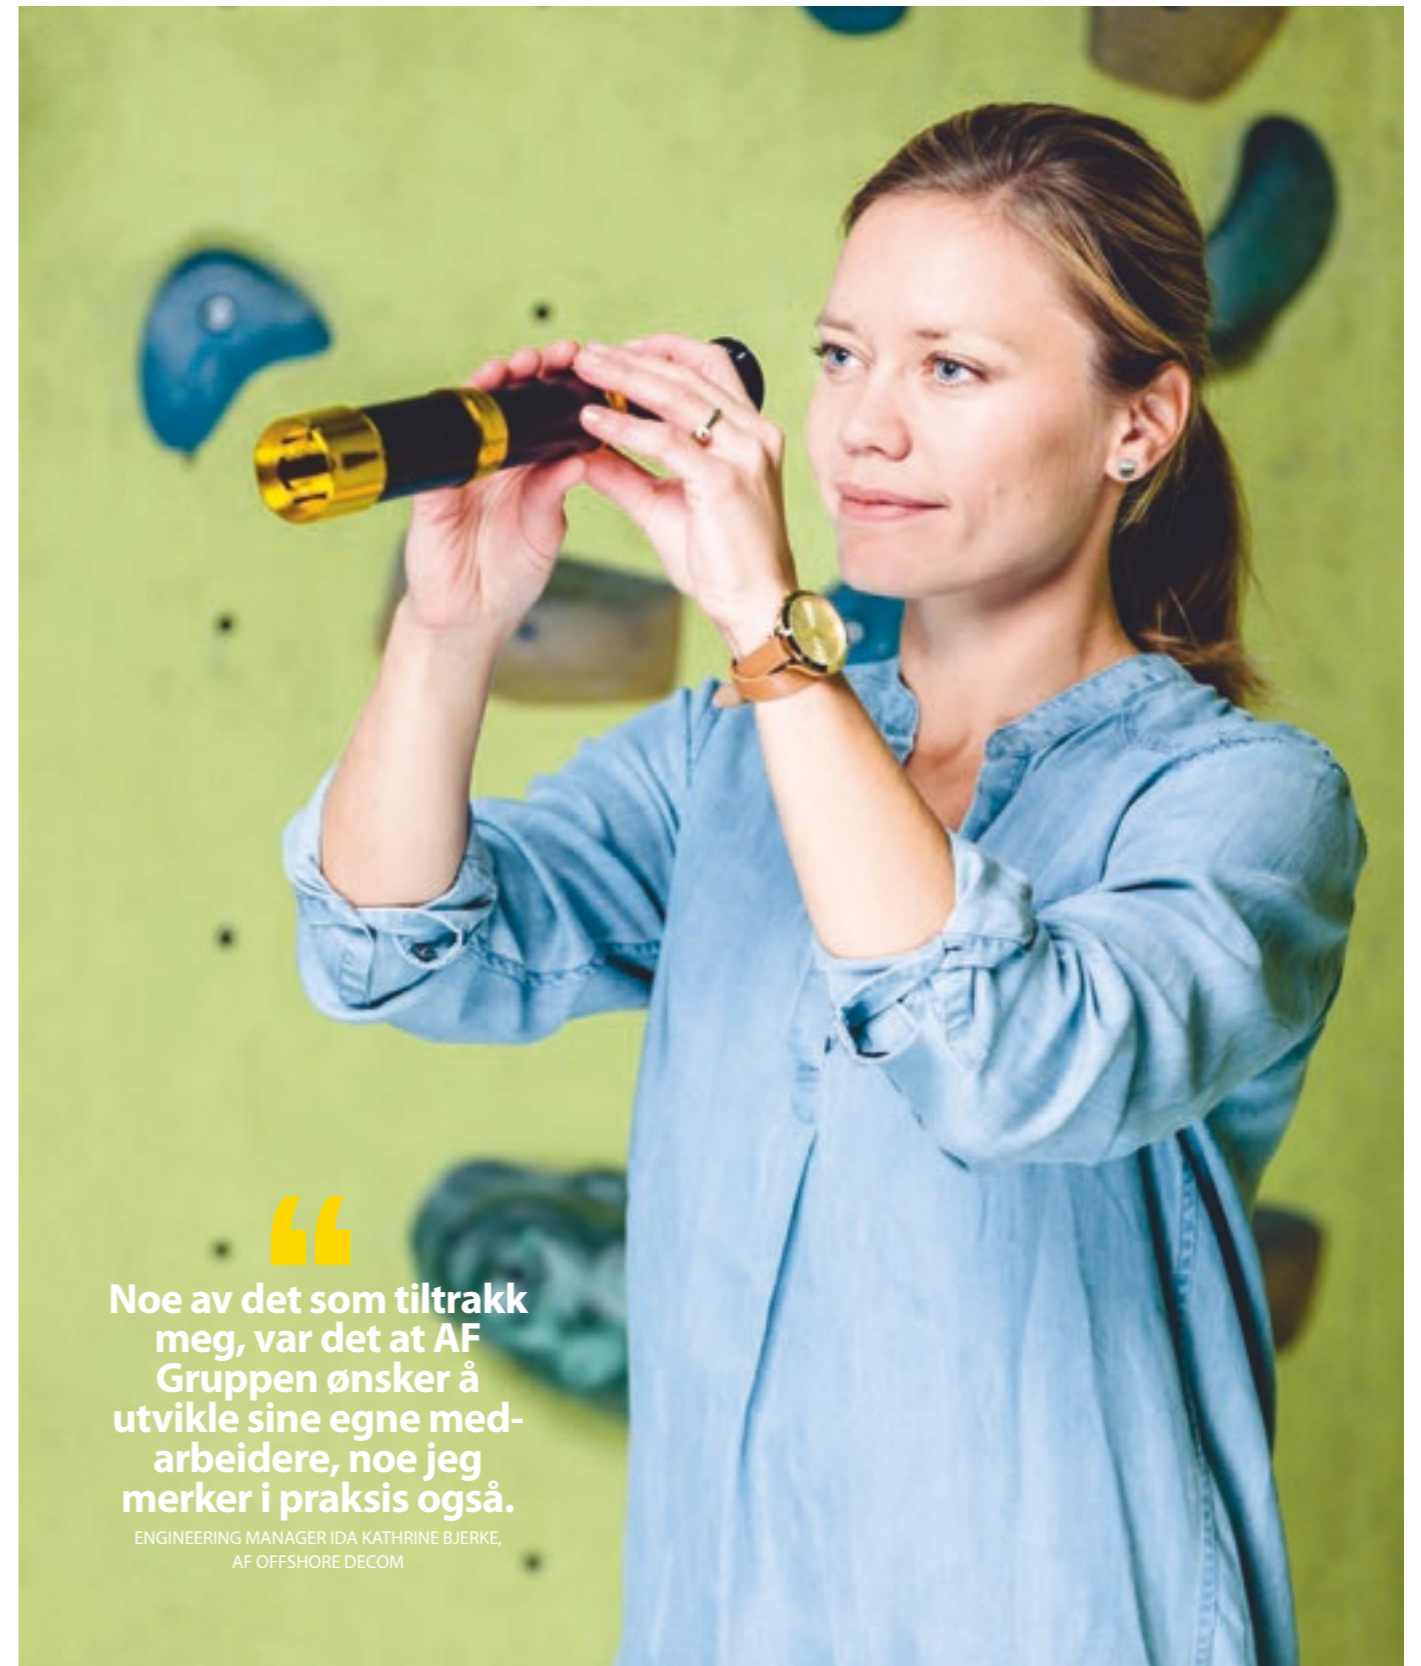 “
Noe av det som tiltrakk
meg, var det at AF
Gruppen ønsker å
utvikle sine egne med-
arbeidere, noe jeg
merker i praksis også.
ENGINEERING MANAGER IDA KATHRINE BJERKE,
AF OFFSHORE DECOM